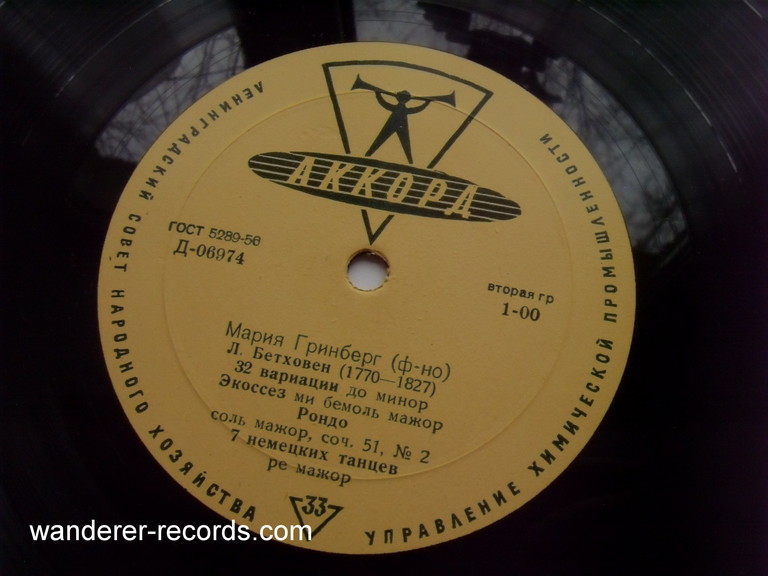 ЛЕНИНГРАДСКИЙ СОВЕТ НАРОДНОГО ХОЗЯЙСТВА
УПРАВЛЕНИЕ ХИМИЧЕСКОЙ ПРОМЫШЛЕННОСТИ
АККОРД
ГОСТ 5289-56
Д-06974
вторая гр
1-00
Мария Гринберг (ф-но)
Л. Бетховен (1770—1827)
32 вариации до минор
Экоссез ми бемоль мажор
Рондо
соль мажор, соч. 51, № 2
7 немецких танцев
ре мажор
33
wanderer-records.com